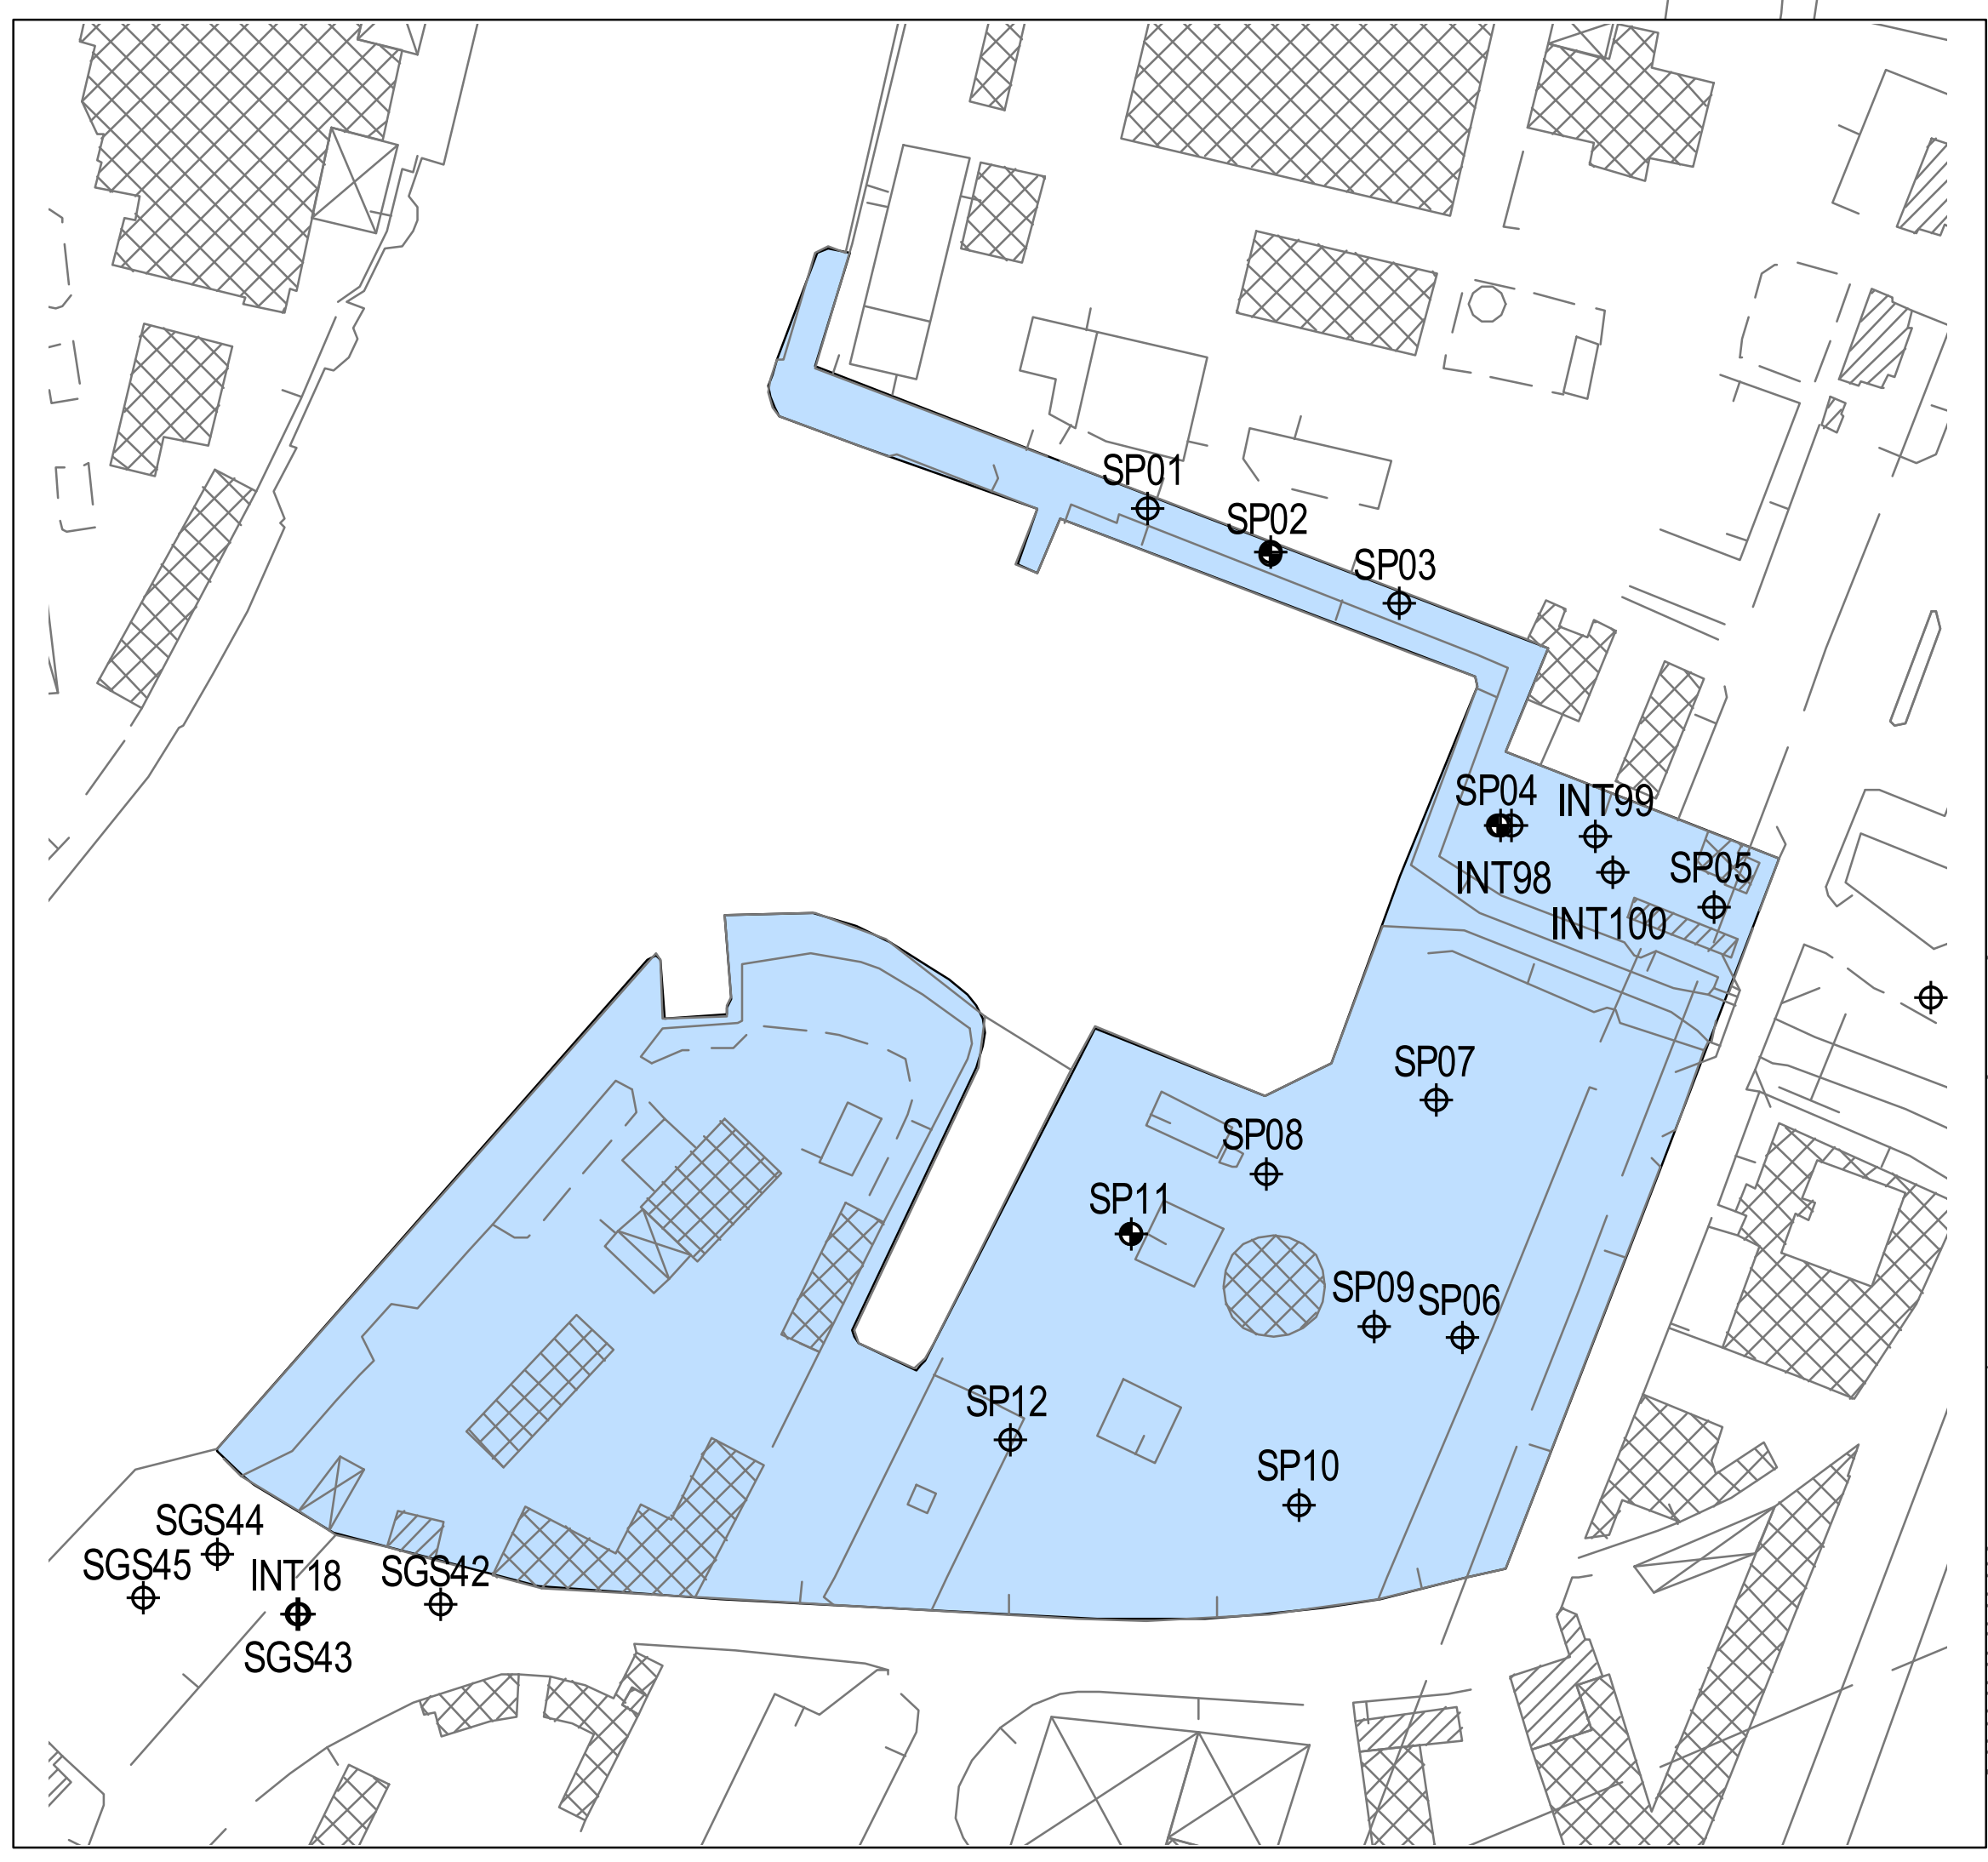 SP01
SP02
SP03
SP04
INT99
SP05
INT98
INT100
SP07
SP08
SP11
SP09
SP06
SP12
SP10
SGS44
SGS45
INT18
SGS42
SGS43